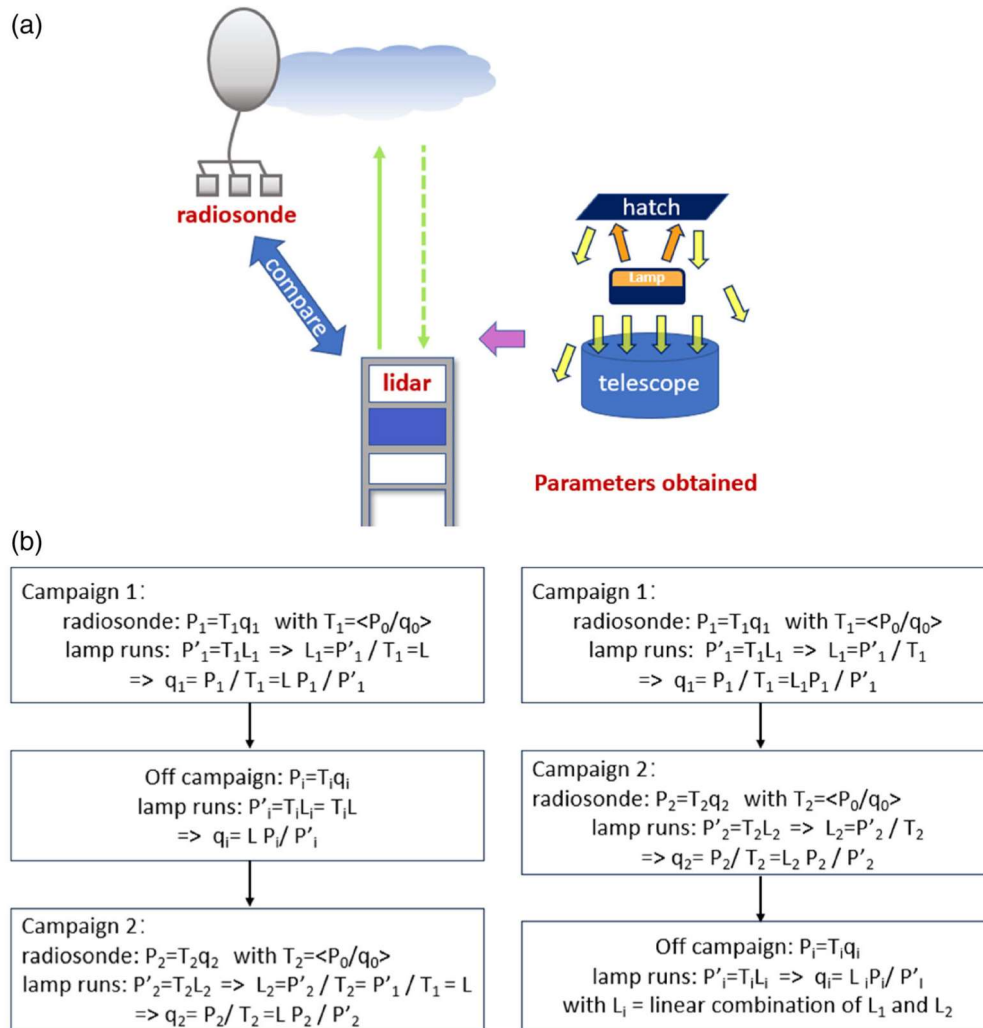 (a)
radiosonde
compare
lidar
hatch
Lamp
telescope
Parameters obtained
(b)
Campaign 1:
radiosonde: P₁=T₁q₁ with T₁=<P₀/q₀>
lamp runs: P'₁=T₁L₁ => L₁=P'₁ / T₁ = L
=> q₁= P₁ / T₁ =L P₁ / P'₁
Off campaign: Pᵢ=Tᵢqᵢ
lamp runs: P'ᵢ=TᵢLᵢ= TᵢL
=> qᵢ= L Pᵢ/ P'ᵢ
Campaign 2:
radiosonde: P₂=T₂q₂ with T₂=<P₀/q₀>
lamp runs: P'₂=T₂L₂ => L₂=P'₂ / T₂= P'₁ / T₁ = L
=> q₂= P₂/ T₂ =L P₂ / P'₂
Campaign 1:
radiosonde: P₁=T₁q₁ with T₁=<P₀/q₀>
lamp runs: P'₁=T₁L₁ => L₁=P'₁ / T₁
=> q₁= P₁ / T₁ =L₁P₁ / P'₁
Campaign 2:
radiosonde: P₂=T₂q₂ with T₂=<P₀/q₀>
lamp runs: P'₂=T₂L₂ => L₂=P'₂ / T₂
=> q₂= P₂/ T₂ =L₂ P₂ / P'₂
Off campaign: Pᵢ=Tᵢqᵢ
lamp runs: P'ᵢ=TᵢLᵢ => qᵢ= L ᵢPᵢ/ P'ₗ
with Lᵢ = linear combination of L₁ and L₂